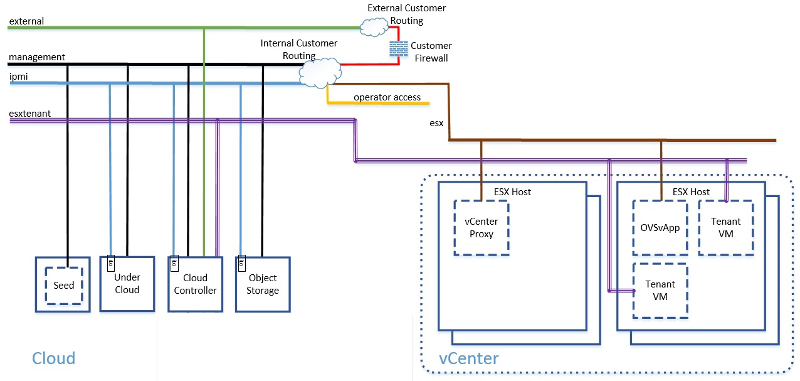 external
External Customer
Routing
Customer
Firewall
management
Internal Customer
Routing
ipmi
operator access
esxtenant
esx
ESX Host
vCenter
Proxy
ESX Host
OVSvApp
Tenant
VM
Tenant
VM
Seed
Under
Cloud
Cloud
Controller
Object
Storage
Cloud
vCenter